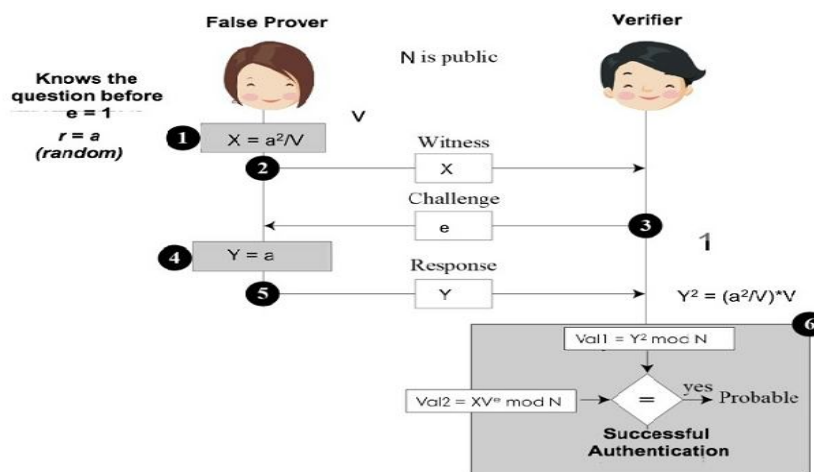 False Prover
Verifier
N is public
Knows the
question before
e = 1
r = a
(random)
V
1 X = a²/V
Witness
2 X
Challenge
e 3
1
4 Y = a
Response
5 Y
Y² = (a²/V)*V
6
Val1 = Y² mod N
yes
Val2 = XVᵉ mod N = Probable
Successful
Authentication